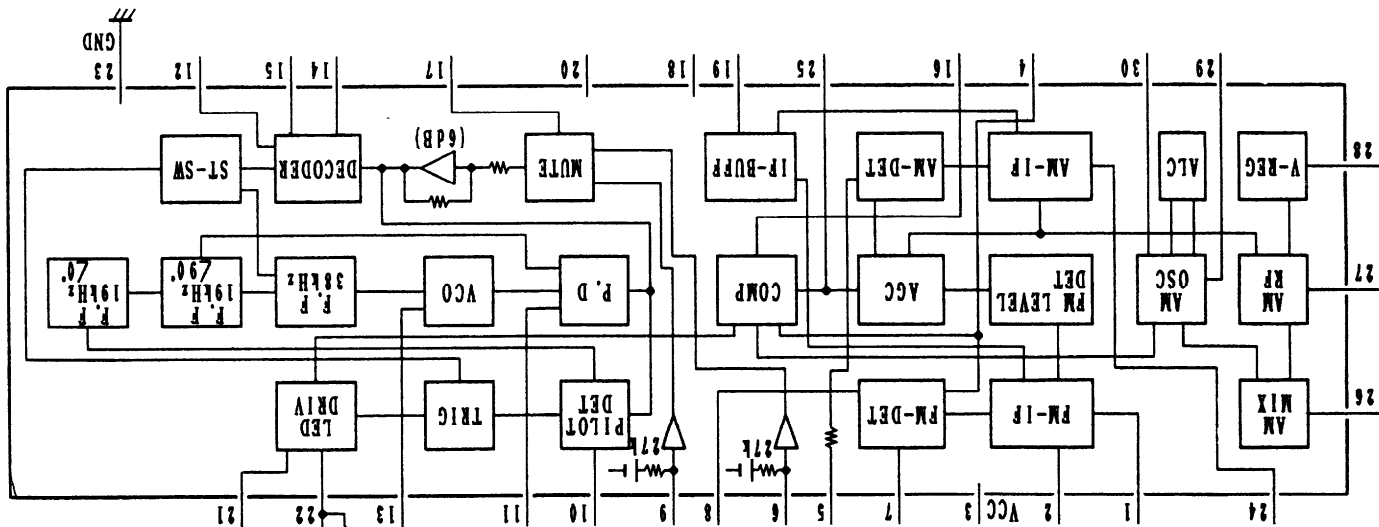 24
1
2
VCC
3
7
5
6
8
9
10
11
13
22
21
27k
27k
26
AM
MIX
FM-IF
FM-DET
PILOT
DET
TRIG
LED
DRIV
27
AM
RF
AM
OSC
FM LEVEL
DET
AGC
COMP
P.D
VCO
F.F
38kHz
F.F
19kHz
∠90°
F.F
19kHz
∠0°
28
V-REG
ALC
AM-IF
AM-DET
IF-BUFF
MUTE
(6dB)
DECODER
ST-SW
29
30
4
16
25
19
18
20
17
14
15
12
23
GND